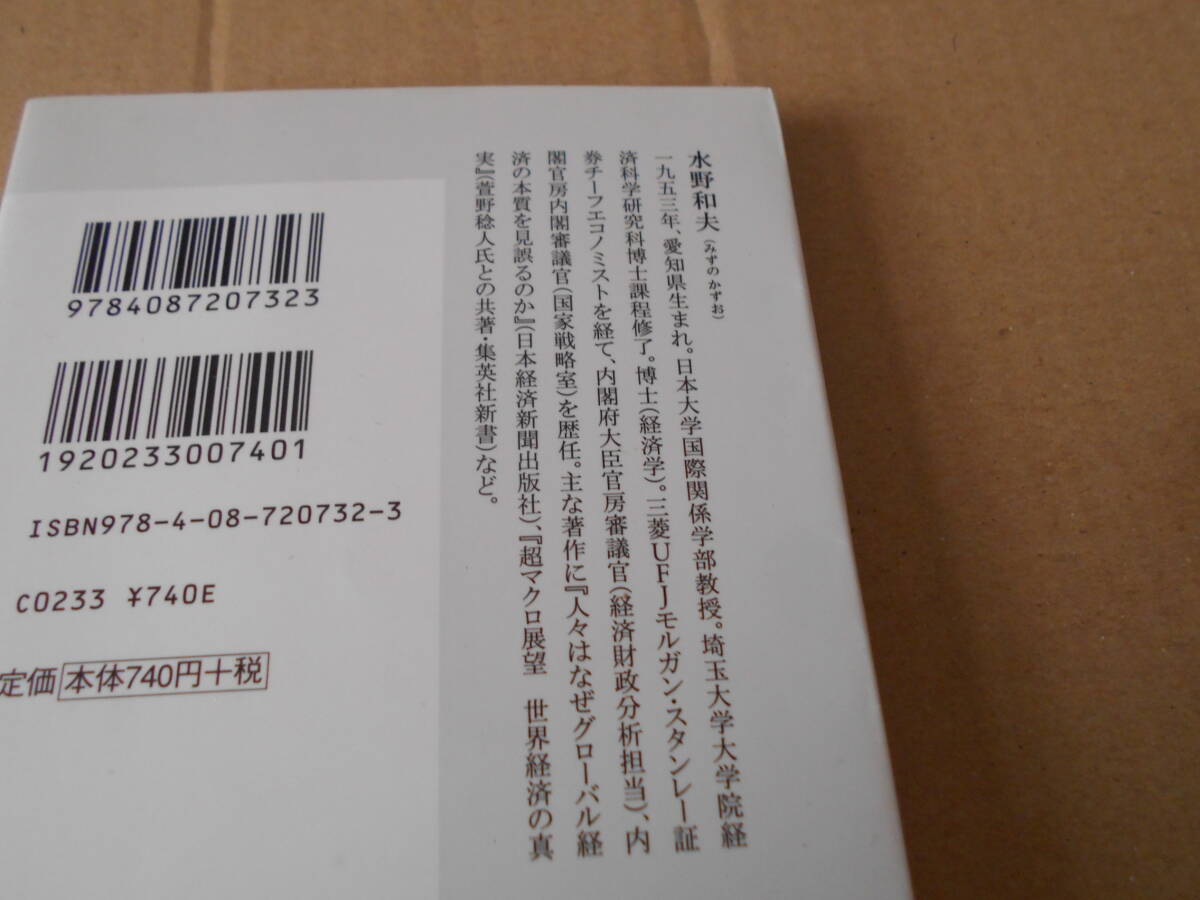 水野和夫(みずの かずお)
一九五三年、愛知県生まれ。日本大学国際関係学部教授。埼玉大学大学院経
済科学研究科博士課程修了。博士(経済学)。三菱UFJモルガン・スタンレー証
券チーフエコノミストを経て、内閣府大臣官房審議官(経済財政分析担当)、内
閣官房内閣審議官(国家戦略室)を歴任。主な著作に『人々はなぜグローバル経
済の本質を見誤るのか』(日本経済新聞出版社)、『超マクロ展望 世界経済の真
実』(萱野稔人氏との共著・集英社新書)など。
9784087207323
1920233007401
ISBN978-4-08-720732-3
C0233 ¥740E
定価 本体740円+税